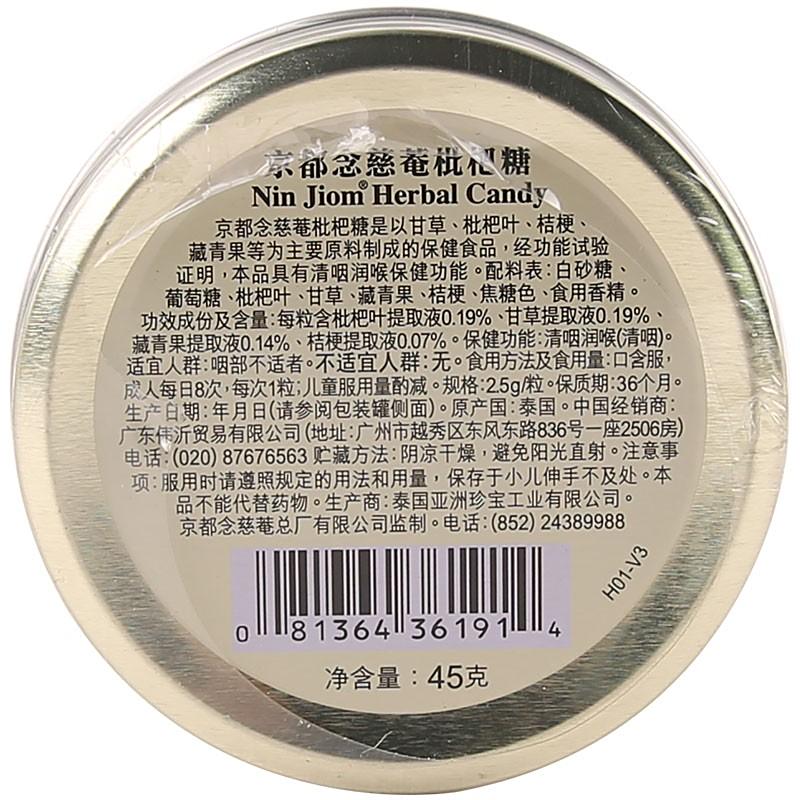 京都念慈菴枇杷糖
Nin Jiom® Herbal Candy
京都念慈菴枇杷糖是以甘草、枇杷叶、桔梗、
藏青果等为主要原料制成的保健食品，经功能试验
证明，本品具有清咽润喉保健功能。配料表：白砂糖、
葡萄糖、枇杷叶、甘草、藏青果、桔梗、焦糖色、食用香精。
功效成份及含量：每粒含枇杷叶提取液0.19%、甘草提取液0.19%、
藏青果提取液0.14%、桔梗提取液0.07%。保健功能：清咽润喉(清咽)。
适宜人群：咽部不适者。不适宜人群：无。食用方法及食用量：口含服，
成人每日8次，每次1粒；儿童服用量酌减。规格：2.5g/粒。保质期：36个月。
生产日期：年月日(请参阅包装罐侧面)。原产国：泰国。中国经销商：
广东伟沂贸易有限公司(地址：广州市越秀区东风东路836号一座2506房)
电话：(020) 87676563 贮藏方法：阴凉干燥，避免阳光直射。注意事
项：服用时请遵照规定的用法和用量，保存于小儿伸手不及处。本
品不能代替药物。生产商：泰国亚洲珍宝工业有限公司。
京都念慈菴总厂有限公司监制。电话：(852) 24389988
H01-V3
0 81364 36191 4
净含量：45克